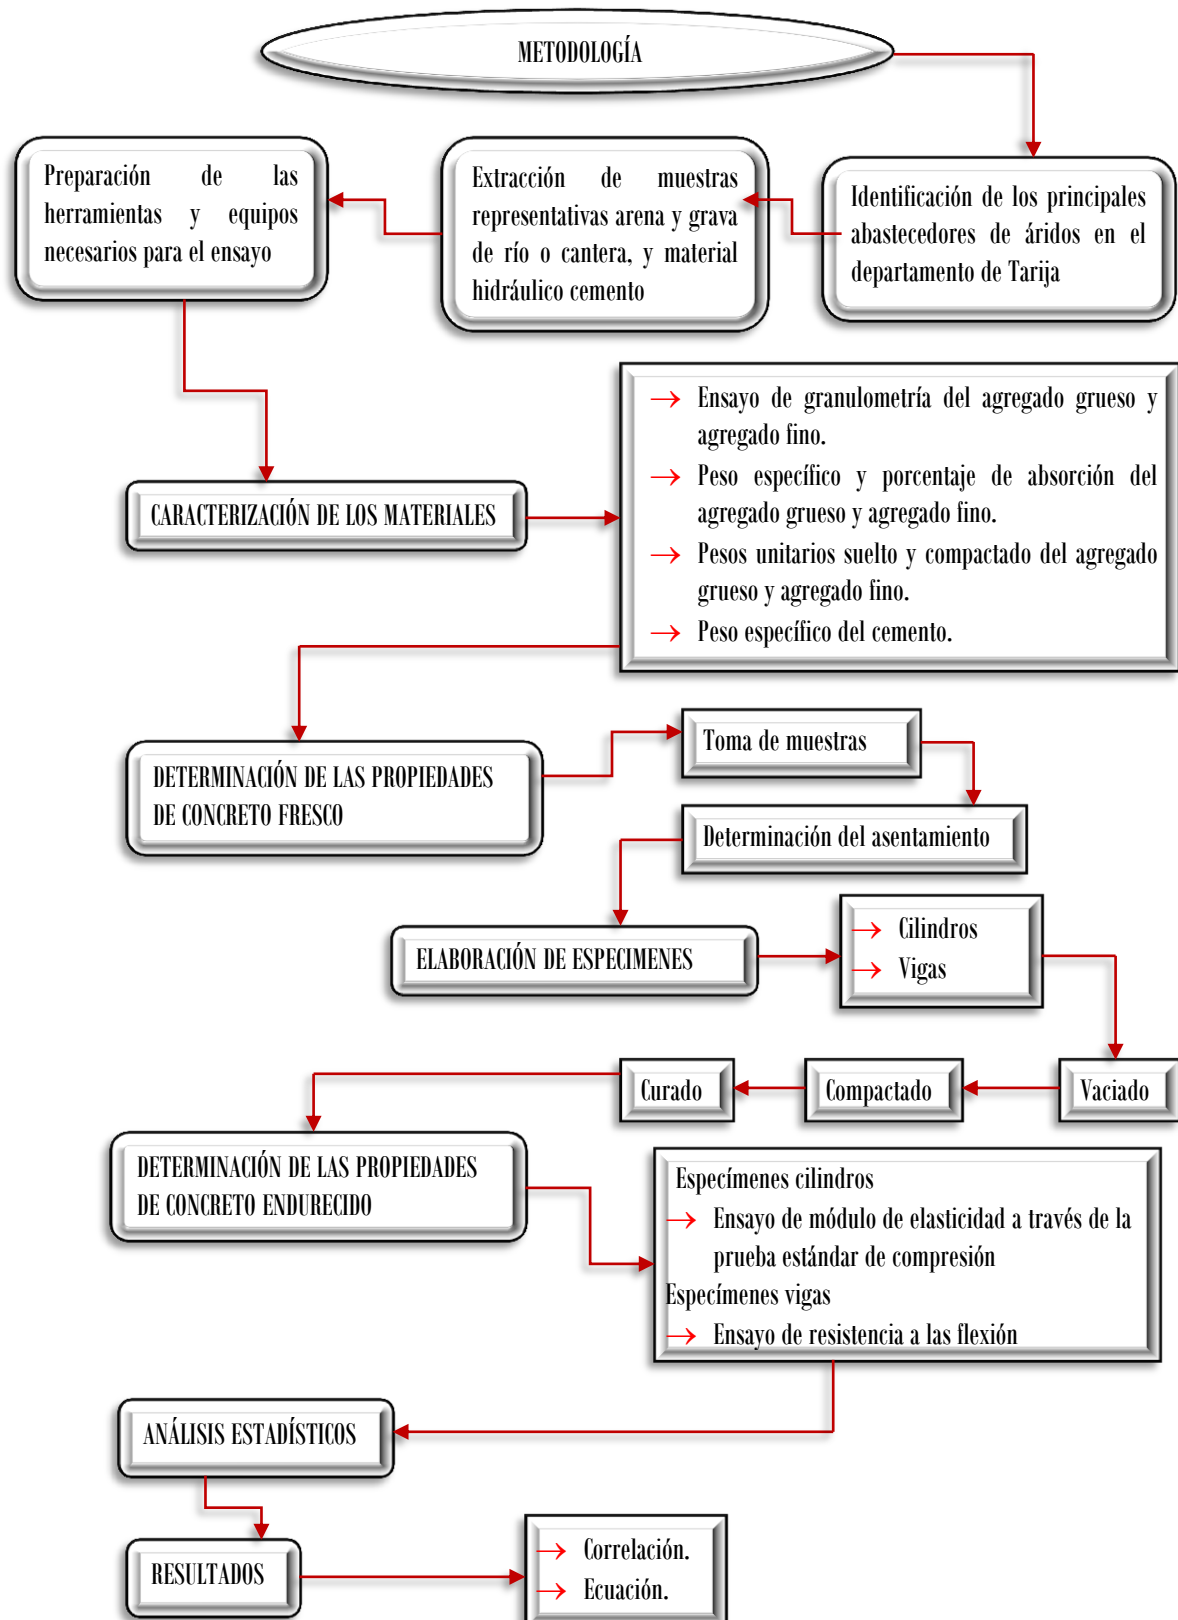 METODOLOGÍA
Identificación de los principales
abastecedores de áridos en el
departamento de Tarija
Extracción de muestras
representativas arena y grava
de río o cantera, y material
hidráulico cemento
Preparación de las
herramientas y equipos
necesarios para el ensayo
CARACTERIZACIÓN DE LOS MATERIALES
→ Ensayo de granulometría del agregado grueso y
agregado fino.
→ Peso específico y porcentaje de absorción del
agregado grueso y agregado fino.
→ Pesos unitarios suelto y compactado del agregado
grueso y agregado fino.
→ Peso específico del cemento.
DETERMINACIÓN DE LAS PROPIEDADES
DE CONCRETO FRESCO
Toma de muestras
Determinación del asentamiento
ELABORACIÓN DE ESPECIMENES
→ Cilindros
→ Vigas
Vaciado
Compactado
Curado
DETERMINACIÓN DE LAS PROPIEDADES
DE CONCRETO ENDURECIDO
Especímenes cilindros
→ Ensayo de módulo de elasticidad a través de la
prueba estándar de compresión
Especímenes vigas
→ Ensayo de resistencia a las flexión
ANÁLISIS ESTADÍSTICOS
RESULTADOS
→ Correlación.
→ Ecuación.